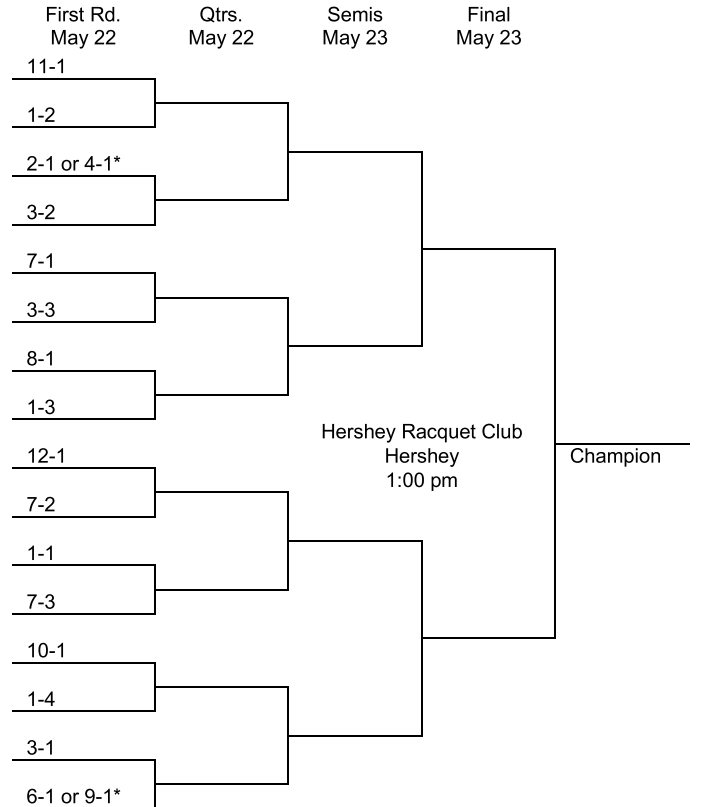 First Rd. Qtrs. Semis Final
May 22 May 22 May 23 May 23
11-1
1-2
2-1 or 4-1*
3-2
7-1
3-3
8-1
1-3
Hershey Racquet Club
Hershey
1:00 pm
Champion
12-1
7-2
1-1
7-3
10-1
1-4
3-1
6-1 or 9-1*